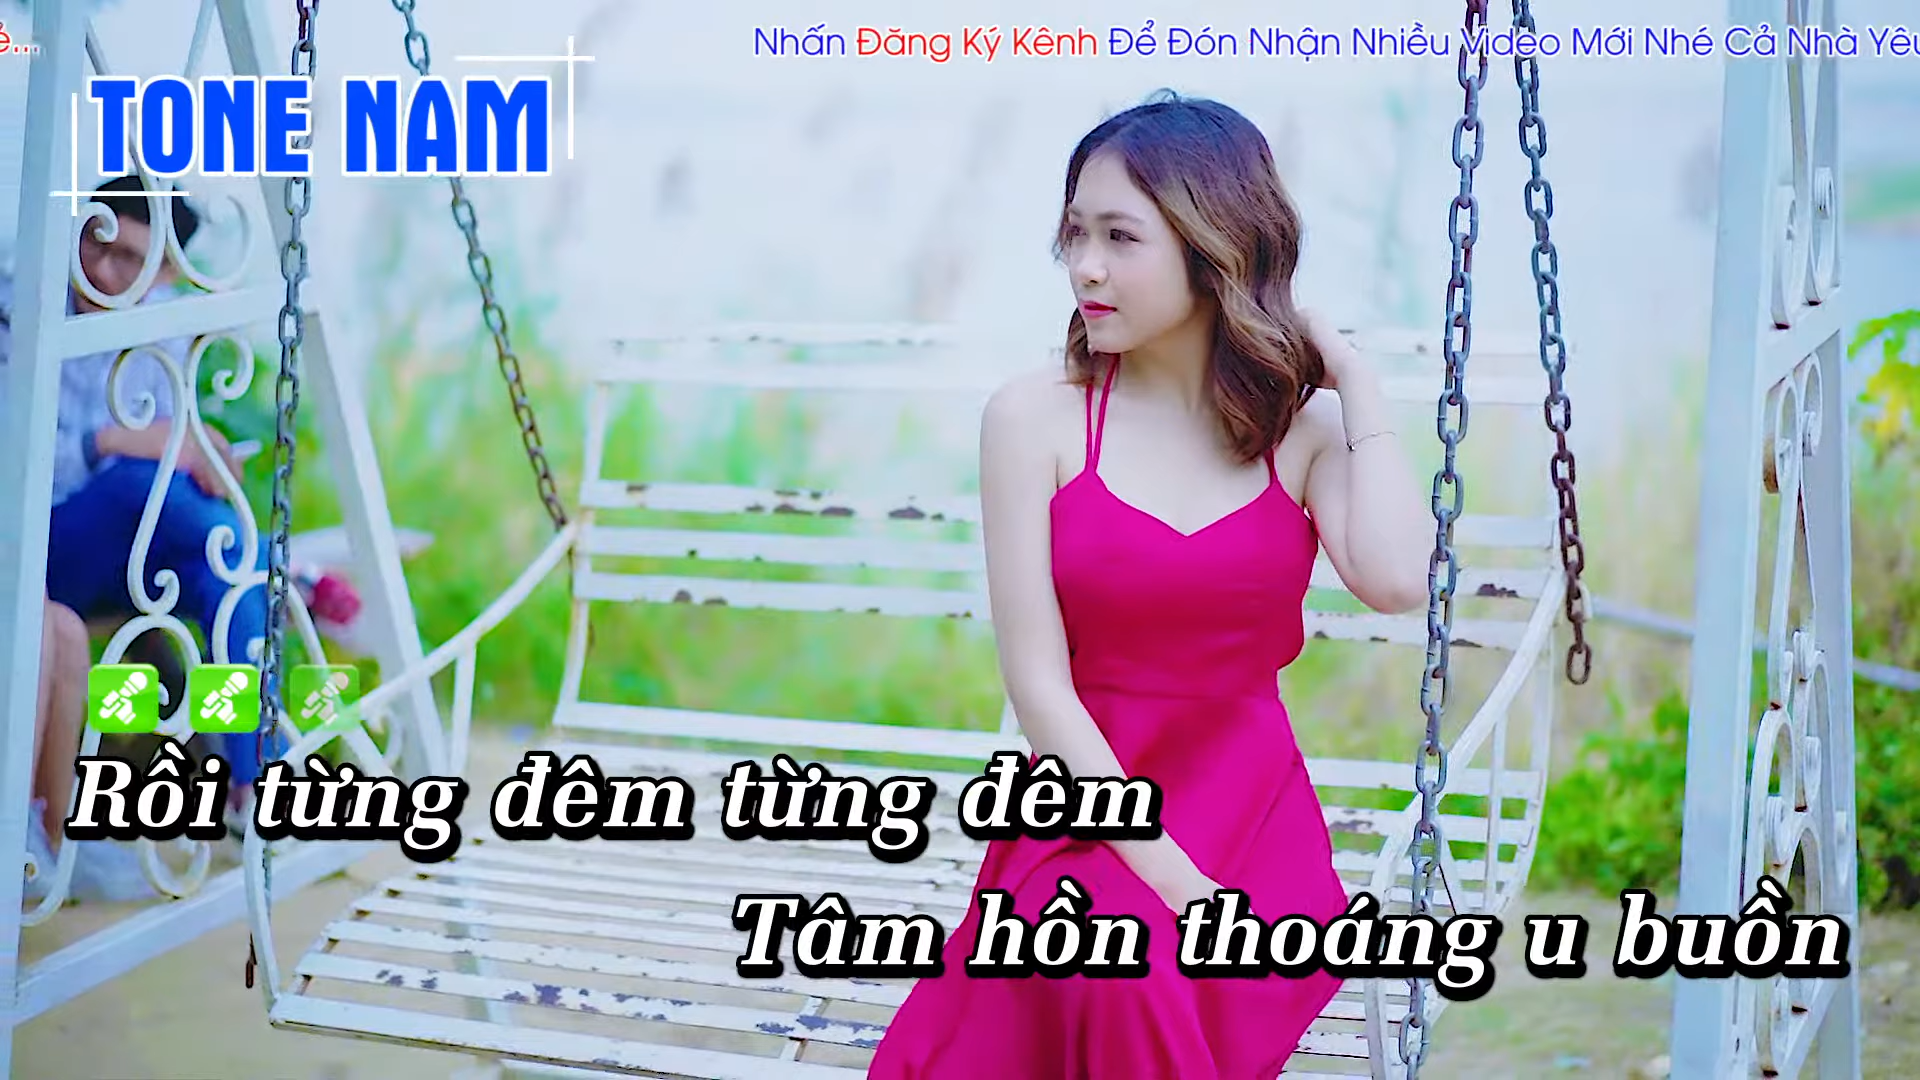 Nhấn Đăng Ký Kênh Để Đón Nhận Nhiều Video Mới Nhé Cả Nhà
TONE NAM
Rồi từng đêm từng đêm
Tâm hồn thoáng u buồn